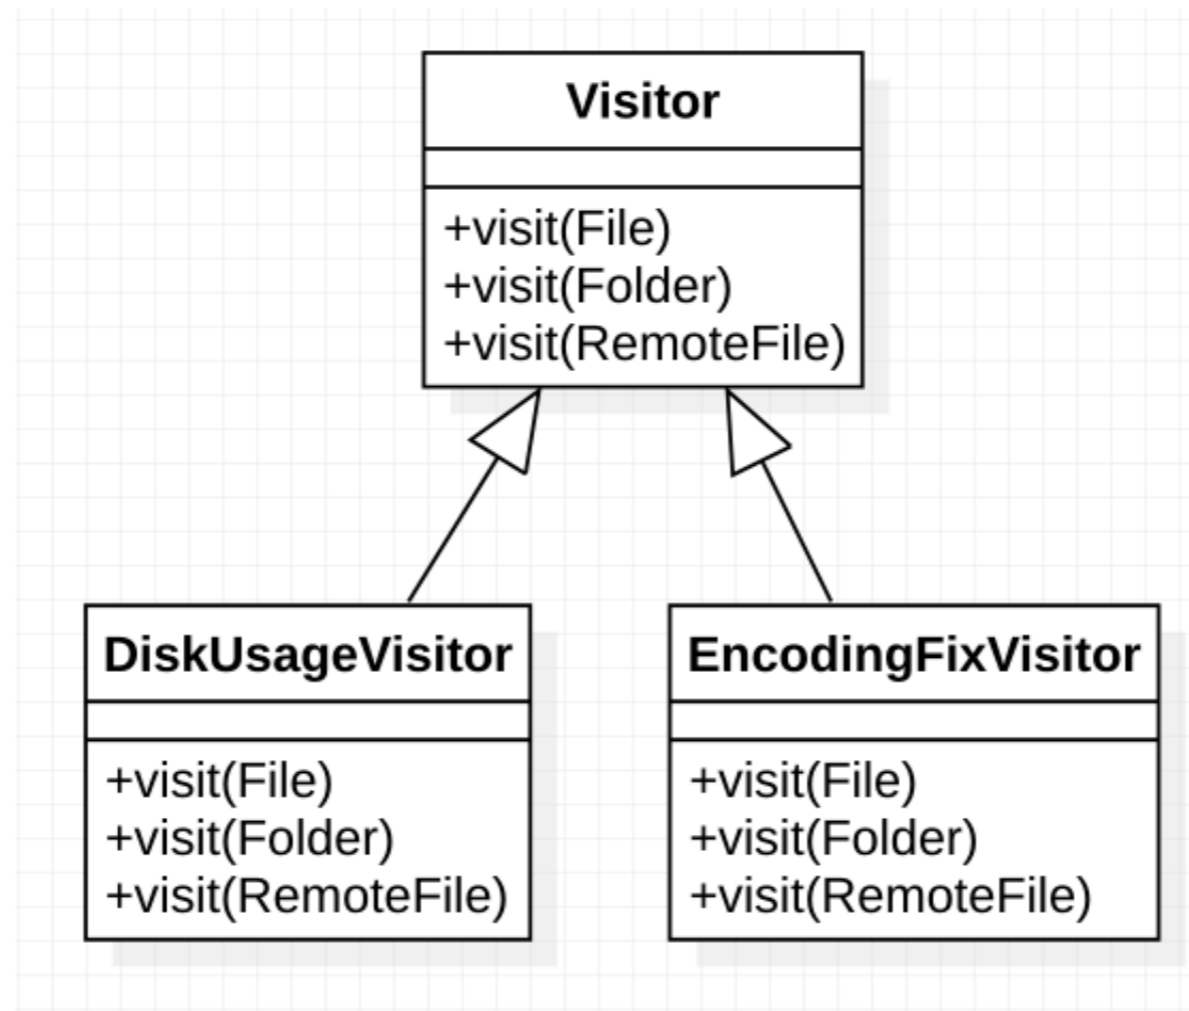 Visitor
+visit(File)
+visit(Folder)
+visit(RemoteFile)
DiskUsageVisitor
+visit(File)
+visit(Folder)
+visit(RemoteFile)
EncodingFixVisitor
+visit(File)
+visit(Folder)
+visit(RemoteFile)